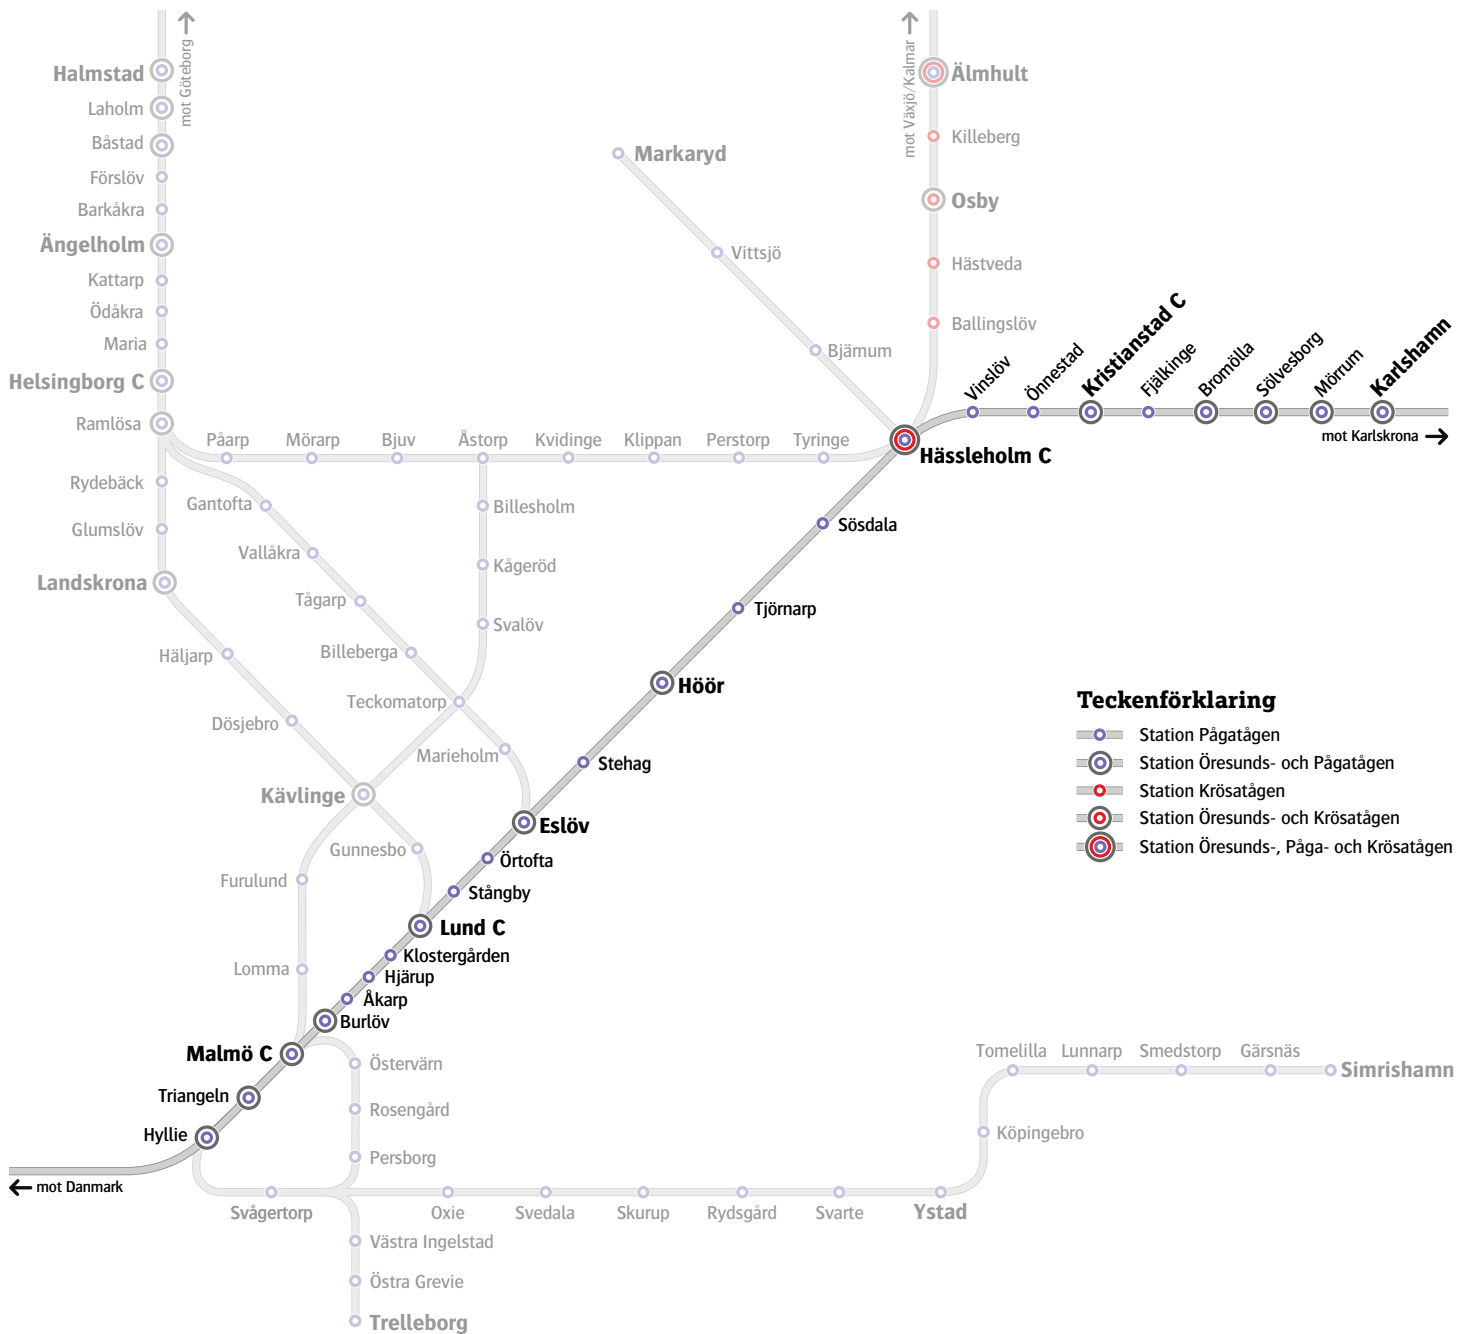 mot Göteborg
Halmstad
Laholm
Båstad
Förslöv
Barkåkra
Ängelholm
Kattarp
Ödåkra
Maria
Helsingborg C
Ramlösa
Rydebäck
Glumslöv
Landskrona
Häljarp
Dösjebro
Kävlinge
Gunnesbo
Furulund
Lomma
Påarp
Mörarp
Bjuv
Åstorp
Kvidinge
Klippan
Perstorp
Tyringe
Gantofta
Vallåkra
Tågarp
Billeberga
Teckomatorp
Marieholm
Billesholm
Kågeröd
Svalöv
Markaryd
Vittsjö
Bjärnum
mot Växjö/Kalmar
Älmhult
Killeberg
Osby
Hästveda
Ballingslöv
Vinslöv
Önnestad
Kristianstad C
Fjälkinge
Bromölla
Sölvesborg
Mörrum
Karlshamn
mot Karlskrona
Hässleholm C
Sösdala
Tjörnarp
Höör
Stehag
Eslöv
Örtofta
Stångby
Lund C
Klostergården
Hjärup
Åkarp
Burlöv
Malmö C
Triangeln
Hyllie
mot Danmark
Östervärn
Rosengård
Persborg
Svågertorp
Oxie
Svedala
Skurup
Rydsgård
Svarte
Ystad
Köpingebro
Tomelilla
Lunnarp
Smedstorp
Gärsnäs
Simrishamn
Västra Ingelstad
Östra Grevie
Trelleborg
Teckenförklaring
Station Pågatågen
Station Öresunds- och Pågatågen
Station Krösatågen
Station Öresunds- och Krösatågen
Station Öresunds-, Påga- och Krösatågen